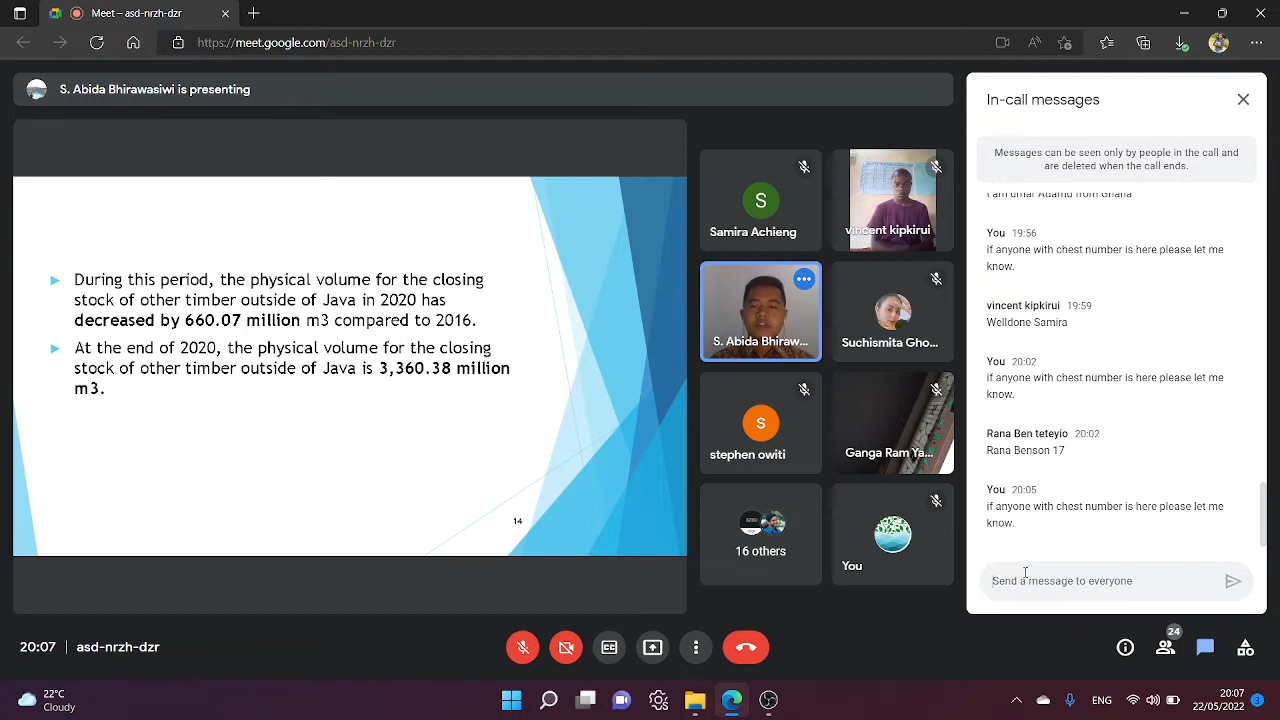 Meet – asd-nrzh-dzr
https://meet.google.com/asd-nrzh-dzr
S. Abida Bhirawasiwi is presenting
During this period, the physical volume for the closing
stock of other timber outside of Java in 2020 has
decreased by 660.07 million m3 compared to 2016.
At the end of 2020, the physical volume for the closing
stock of other timber outside of Java is 3,360.38 million
m3.
14
S
Samira Achieng
vincent kipkirui
S. Abida Bhiraw...
Suchismita Gho...
s
stephen owiti
Ganga Ram Ya...
16 others
You
In-call messages
Messages can be seen only by people in the call and
are deleted when the call ends.
I am umar Adamu from Ghana
You 19:56
if anyone with chest number is here please let me
know.
vincent kipkirui 19:59
Welldone Samira
You 20:02
if anyone with chest number is here please let me
know.
Rana Ben teteyio 20:02
Rana Benson 17
You 20:05
if anyone with chest number is here please let me
know.
Send a message to everyone
20:07 | asd-nrzh-dzr
24
22°C
Cloudy
ENG
20:07
22/05/2022
3